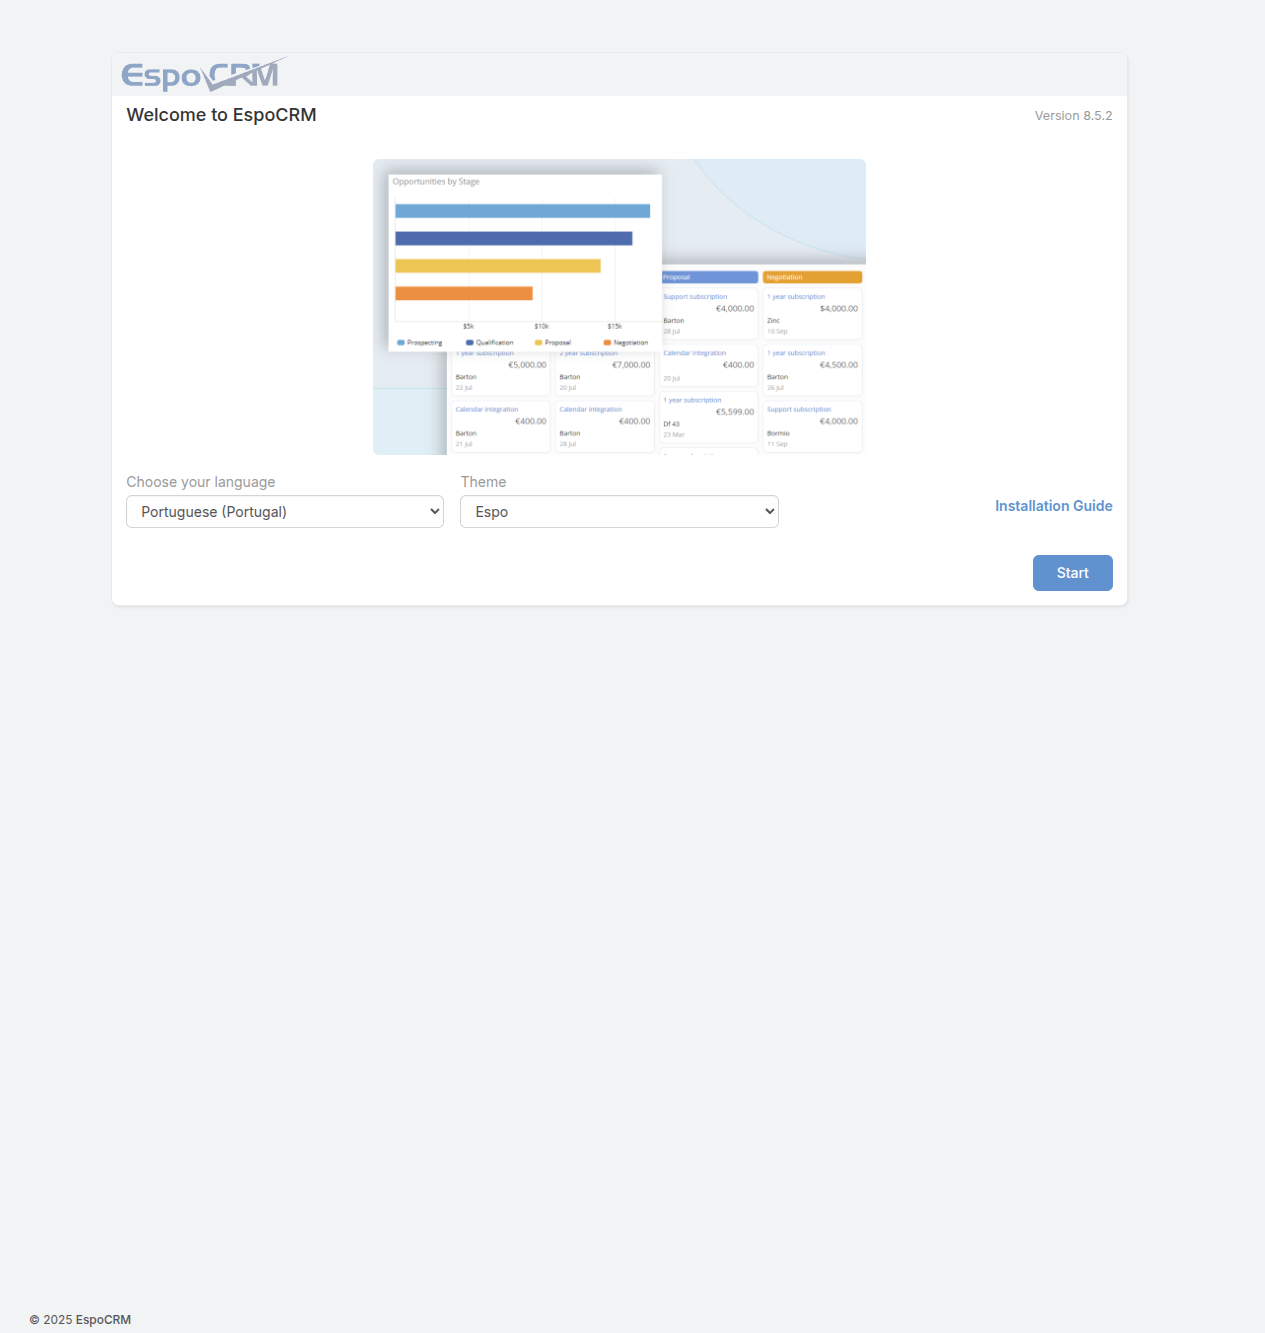 EspoCRM
Welcome to EspoCRM
Version 8.5.2
Opportunities by Stage
$5k $10k $15k
Prospecting Qualification Proposal Negotiation
Proposal Negotiation
Support subscription 1 year subscription
€4,000.00 $4,000.00
Barton Zinc
28 Jul 10 Sep
1 year subscription 2 year subscription Calendar integration 1 year subscription
€5,000.00 €7,000.00 €400.00 €4,500.00
Barton Barton Barton
22 Jul 20 Jul 20 Jul 26 Jul
1 year subscription
Calendar integration Calendar integration Support subscription
€5,599.00
€400.00 €400.00 €4,000.00
Df 43
Barton Barton Bormio
23 Mar
21 Jul 28 Jul 11 Sep
Choose your language Theme
Portuguese (Portugal) Espo
Installation Guide
Start
© 2025 EspoCRM